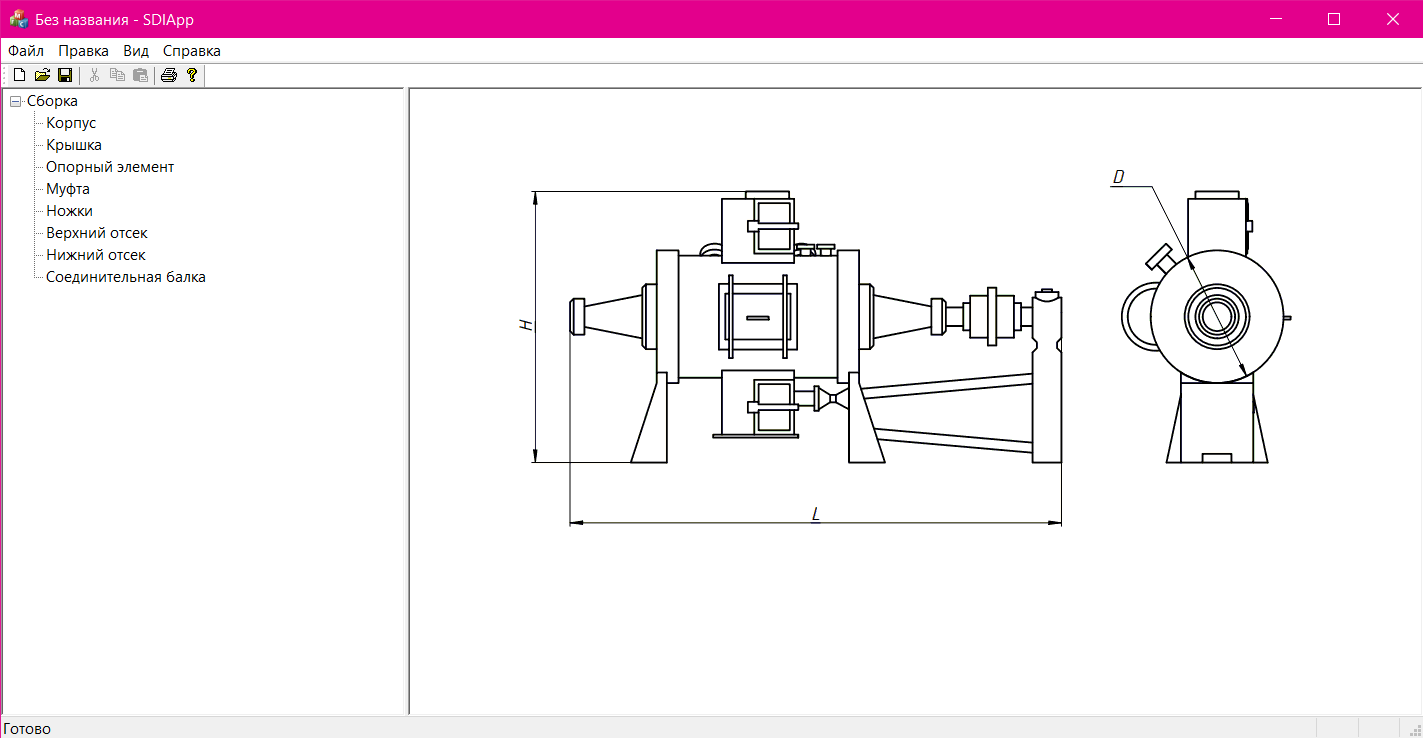 Без названия - SDIApp
Файл Правка Вид Справка
Сборка
Корпус
Крышка
Опорный элемент
Муфта
Ножки
Верхний отсек
Нижний отсек
Соединительная балка
D
H
L
Готово